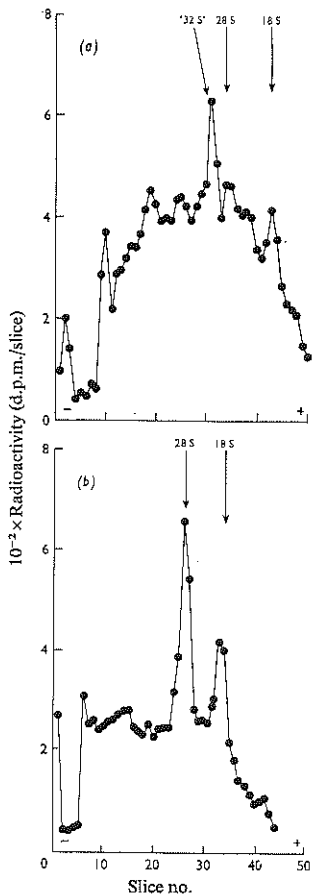 '32 S' 28 S 18 S
(a)
8
6
4
2
0
− +
10⁻² × Radioactivity (d.p.m./slice)
28 S 18 S
(b)
8
6
4
2
− +
0 10 20 30 40 50
Slice no.